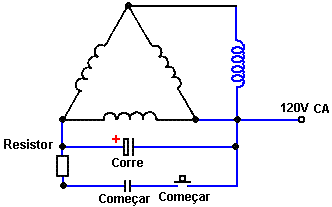 120V CA
Resistor
+
Corre
Começar
Começar